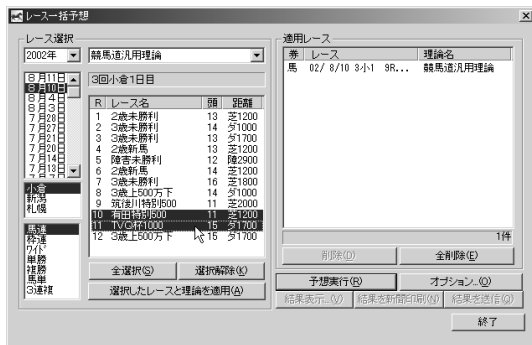 レース一括予想
レース選択
2002年 競馬道汎用理論
8月11日
8月10日
8月4日
8月3日
7月28日
7月27日
7月21日
7月20日
7月14日
7月13日
小倉
新潟
札幌
馬連
枠連
ワイド
単勝
複勝
馬単
3連複
3回小倉1日目
R レース名 頭 距離
1 2歳未勝利 13 芝1200
2 3歳未勝利 14 ダ1000
3 3歳未勝利 13 ダ1700
4 2歳新馬 13 芝1200
5 障害未勝利 12 障2900
6 2歳新馬 14 芝1200
7 3歳未勝利 16 芝1800
8 3歳上500万下 14 ダ1000
9 筑後川特別500 11 芝2000
10 有田特別500 11 芝1200
11 TVQ杯1000 15 ダ1700
12 3歳上500万下 15 ダ1700
全選択(S) 選択解除(K)
選択したレースと理論を適用(A)
適用レース
券 レース 理論名
馬 02/ 8/10 3小1 9R... 競馬道汎用理論
1件
削除(D) 全削除(E)
予想実行(R) オプション...(O)
結果表示...(V) 結果を新聞印刷(N) 結果を送信(Q)
終了